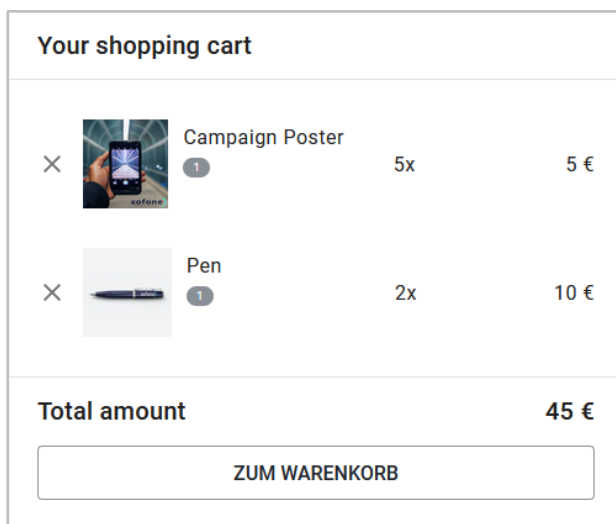 Your shopping cart
Campaign Poster
1
5x
5 €
xofone
Pen
1
2x
10 €
Total amount
45 €
ZUM WARENKORB